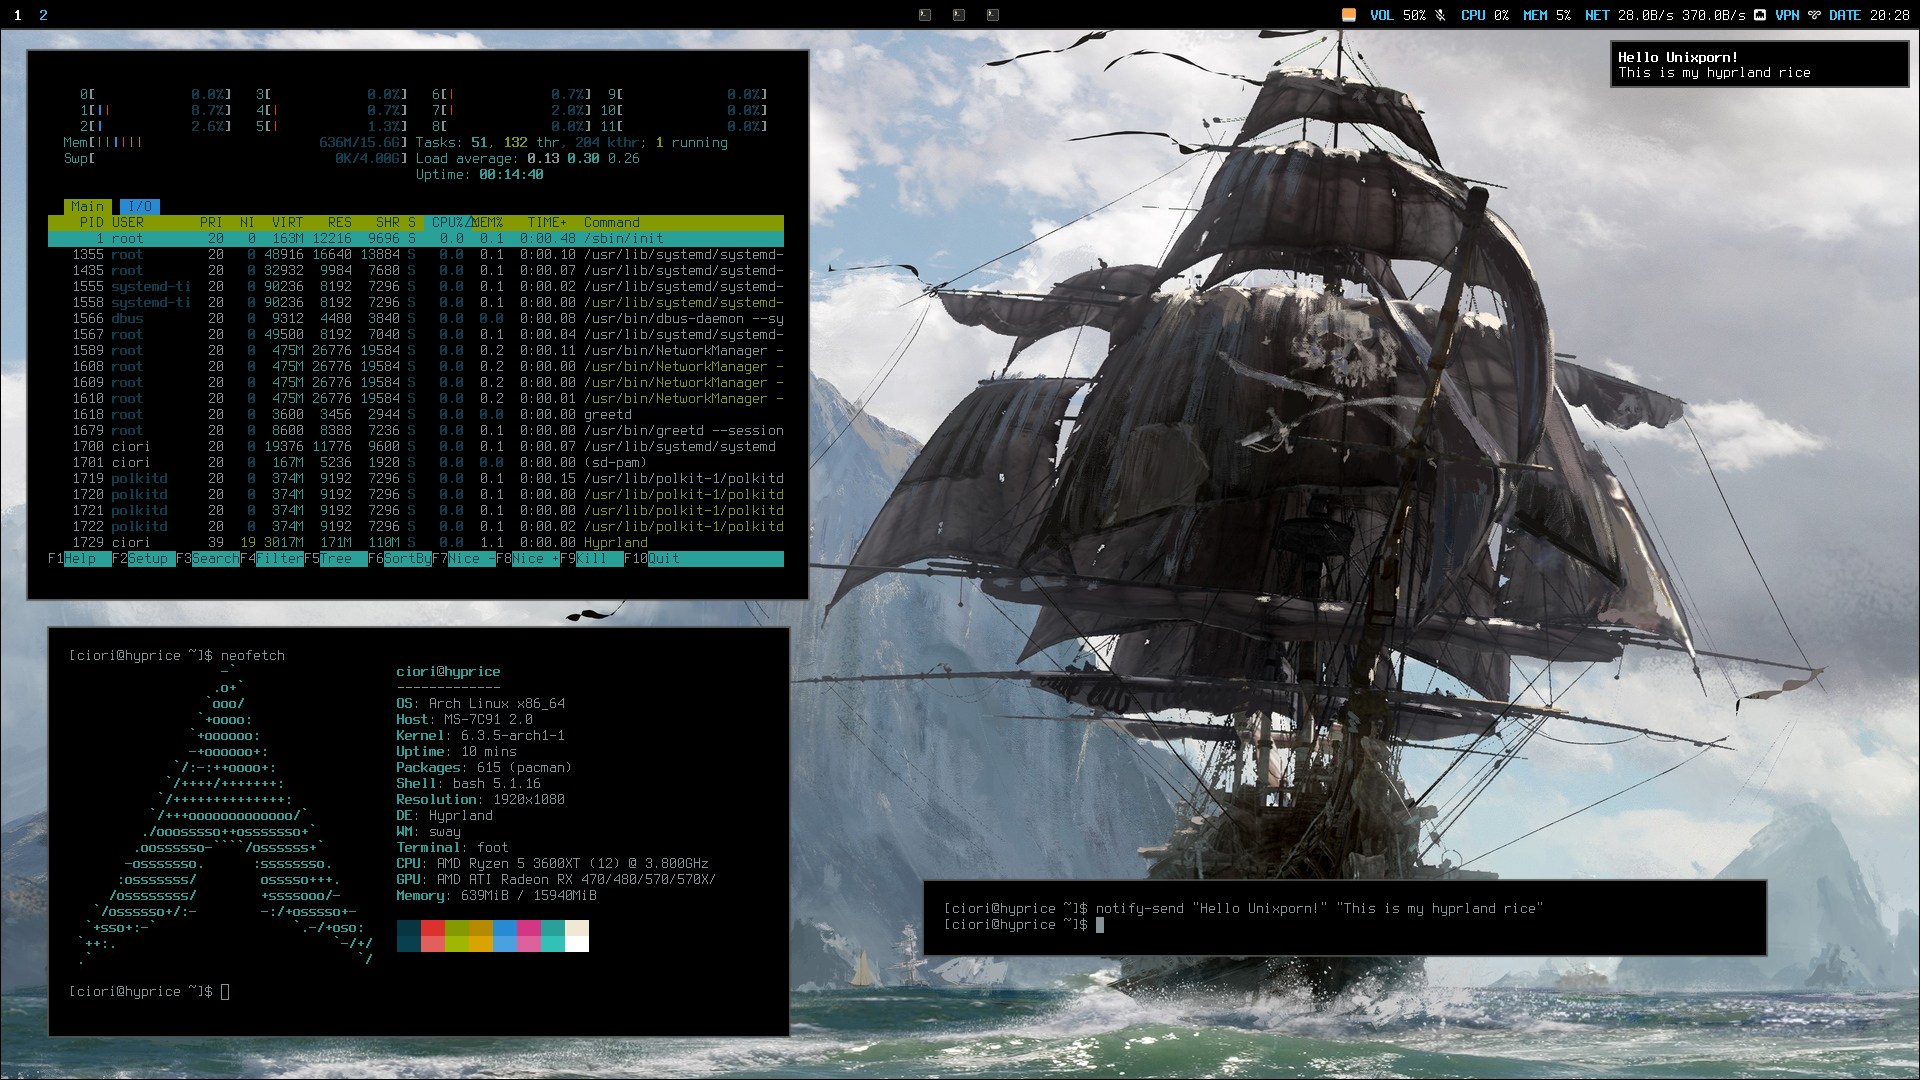 1 2
VOL 50% CPU 0% MEM 5% NET 28.0B/s 370.0B/s VPN DATE 20:28
Hello Unixporn!
This is my hyprland rice
0[ 0.0%] 3[ 0.0%] 6[| 0.7%] 9[ 0.0%]
1[|| 8.7%] 4[| 0.7%] 7[| 2.0%] 10[ 0.0%]
2[| 2.6%] 5[| 1.3%] 8[ 0.0%] 11[ 0.0%]
Mem[|||||| 636M/15.6G] Tasks: 51, 132 thr, 204 kthr; 1 running
Swp[ 0K/4.00G] Load average: 0.13 0.30 0.26
Uptime: 00:14:40
Main I/O
PID USER PRI NI VIRT RES SHR S CPU%△MEM% TIME+ Command
1 root 20 0 163M 12216 9696 S 0.0 0.1 0:00.48 /sbin/init
1355 root 20 0 48916 16640 13884 S 0.0 0.1 0:00.10 /usr/lib/systemd/systemd-
1435 root 20 0 32932 9984 7680 S 0.0 0.1 0:00.07 /usr/lib/systemd/systemd-
1555 systemd-ti 20 0 90236 8192 7296 S 0.0 0.1 0:00.02 /usr/lib/systemd/systemd-
1558 systemd-ti 20 0 90236 8192 7296 S 0.0 0.1 0:00.00 /usr/lib/systemd/systemd-
1566 dbus 20 0 9312 4480 3840 S 0.0 0.0 0:00.08 /usr/bin/dbus-daemon --sy
1567 root 20 0 49500 8192 7040 S 0.0 0.1 0:00.04 /usr/lib/systemd/systemd-
1589 root 20 0 475M 26776 19584 S 0.0 0.2 0:00.11 /usr/bin/NetworkManager -
1608 root 20 0 475M 26776 19584 S 0.0 0.2 0:00.00 /usr/bin/NetworkManager -
1609 root 20 0 475M 26776 19584 S 0.0 0.2 0:00.00 /usr/bin/NetworkManager -
1610 root 20 0 475M 26776 19584 S 0.0 0.2 0:00.01 /usr/bin/NetworkManager -
1618 root 20 0 3600 3456 2944 S 0.0 0.0 0:00.00 greetd
1679 root 20 0 8600 8388 7236 S 0.0 0.1 0:00.00 /usr/bin/greetd --session
1700 ciori 20 0 19376 11776 9600 S 0.0 0.1 0:00.07 /usr/lib/systemd/systemd
1701 ciori 20 0 167M 5236 1920 S 0.0 0.0 0:00.00 (sd-pam)
1719 polkitd 20 0 374M 9192 7296 S 0.0 0.1 0:00.15 /usr/lib/polkit-1/polkitd
1720 polkitd 20 0 374M 9192 7296 S 0.0 0.1 0:00.00 /usr/lib/polkit-1/polkitd
1721 polkitd 20 0 374M 9192 7296 S 0.0 0.1 0:00.00 /usr/lib/polkit-1/polkitd
1722 polkitd 20 0 374M 9192 7296 S 0.0 0.1 0:00.02 /usr/lib/polkit-1/polkitd
1729 ciori 39 19 3017M 171M 110M S 0.0 1.1 0:00.00 Hyprland
F1Help F2Setup F3SearchF4FilterF5Tree F6SortByF7Nice -F8Nice +F9Kill F10Quit
[ciori@hyprice ~]$ neofetch
ciori@hyprice
-------------
OS: Arch Linux x86_64
Host: MS-7C91 2.0
Kernel: 6.3.5-arch1-1
Uptime: 10 mins
Packages: 615 (pacman)
Shell: bash 5.1.16
Resolution: 1920x1080
DE: Hyprland
WM: sway
Terminal: foot
CPU: AMD Ryzen 5 3600XT (12) @ 3.800GHz
GPU: AMD ATI Radeon RX 470/480/570/570X/
Memory: 639MiB / 15940MiB
[ciori@hyprice ~]$
[ciori@hyprice ~]$ notify-send "Hello Unixporn!" "This is my hyprland rice"
[ciori@hyprice ~]$